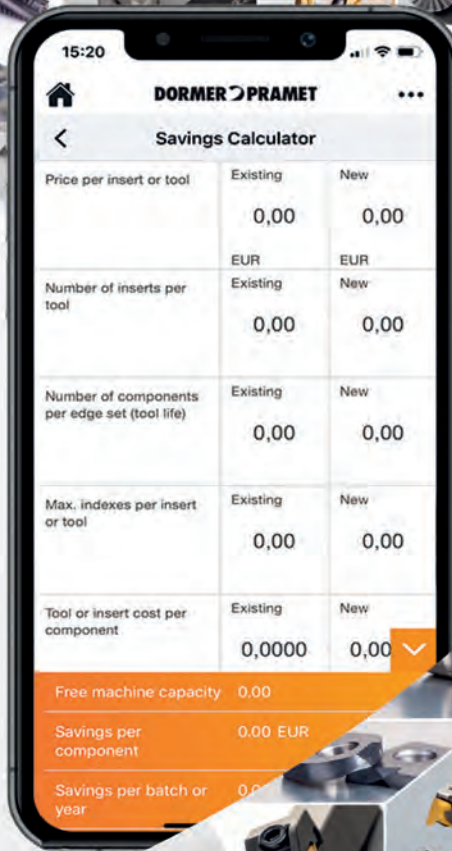 15:20
DORMER PRAMET
Savings Calculator
Price per insert or tool
Existing
New
0,00
0,00
EUR
EUR
Number of inserts per
tool
Existing
New
0,00
0,00
Number of components
per edge set (tool life)
Existing
New
0,00
0,00
Max. indexes per insert
or tool
Existing
New
0,00
0,00
Tool or insert cost per
component
Existing
New
0,0000
0,00
Free machine capacity 0.00
Savings per
component
0.00 EUR
Savings per batch or
year